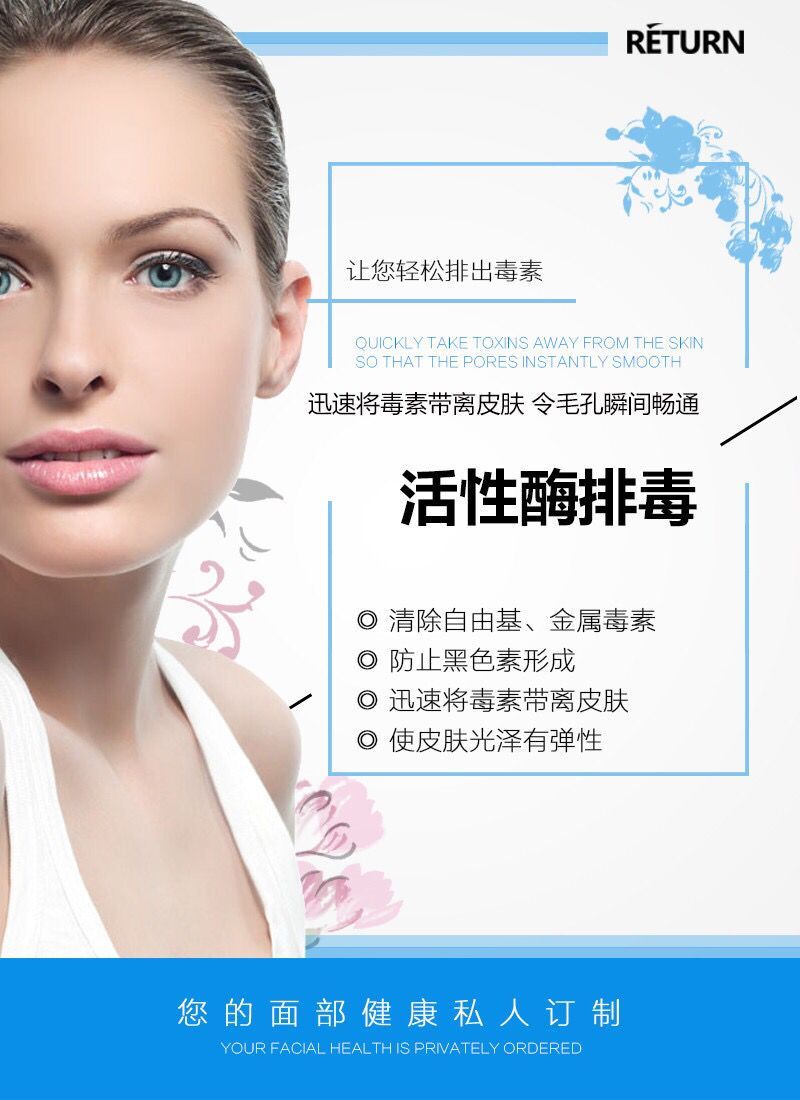 RÉTURN
让您轻松排出毒素
QUICKLY TAKE TOXINS AWAY FROM THE SKIN
SO THAT THE PORES INSTANTLY SMOOTH
迅速将毒素带离皮肤 令毛孔瞬间畅通
活性酶排毒
◎ 清除自由基、金属毒素
◎ 防止黑色素形成
◎ 迅速将毒素带离皮肤
◎ 使皮肤光泽有弹性
您的面部健康私人订制
YOUR FACIAL HEALTH IS PRIVATELY ORDERED